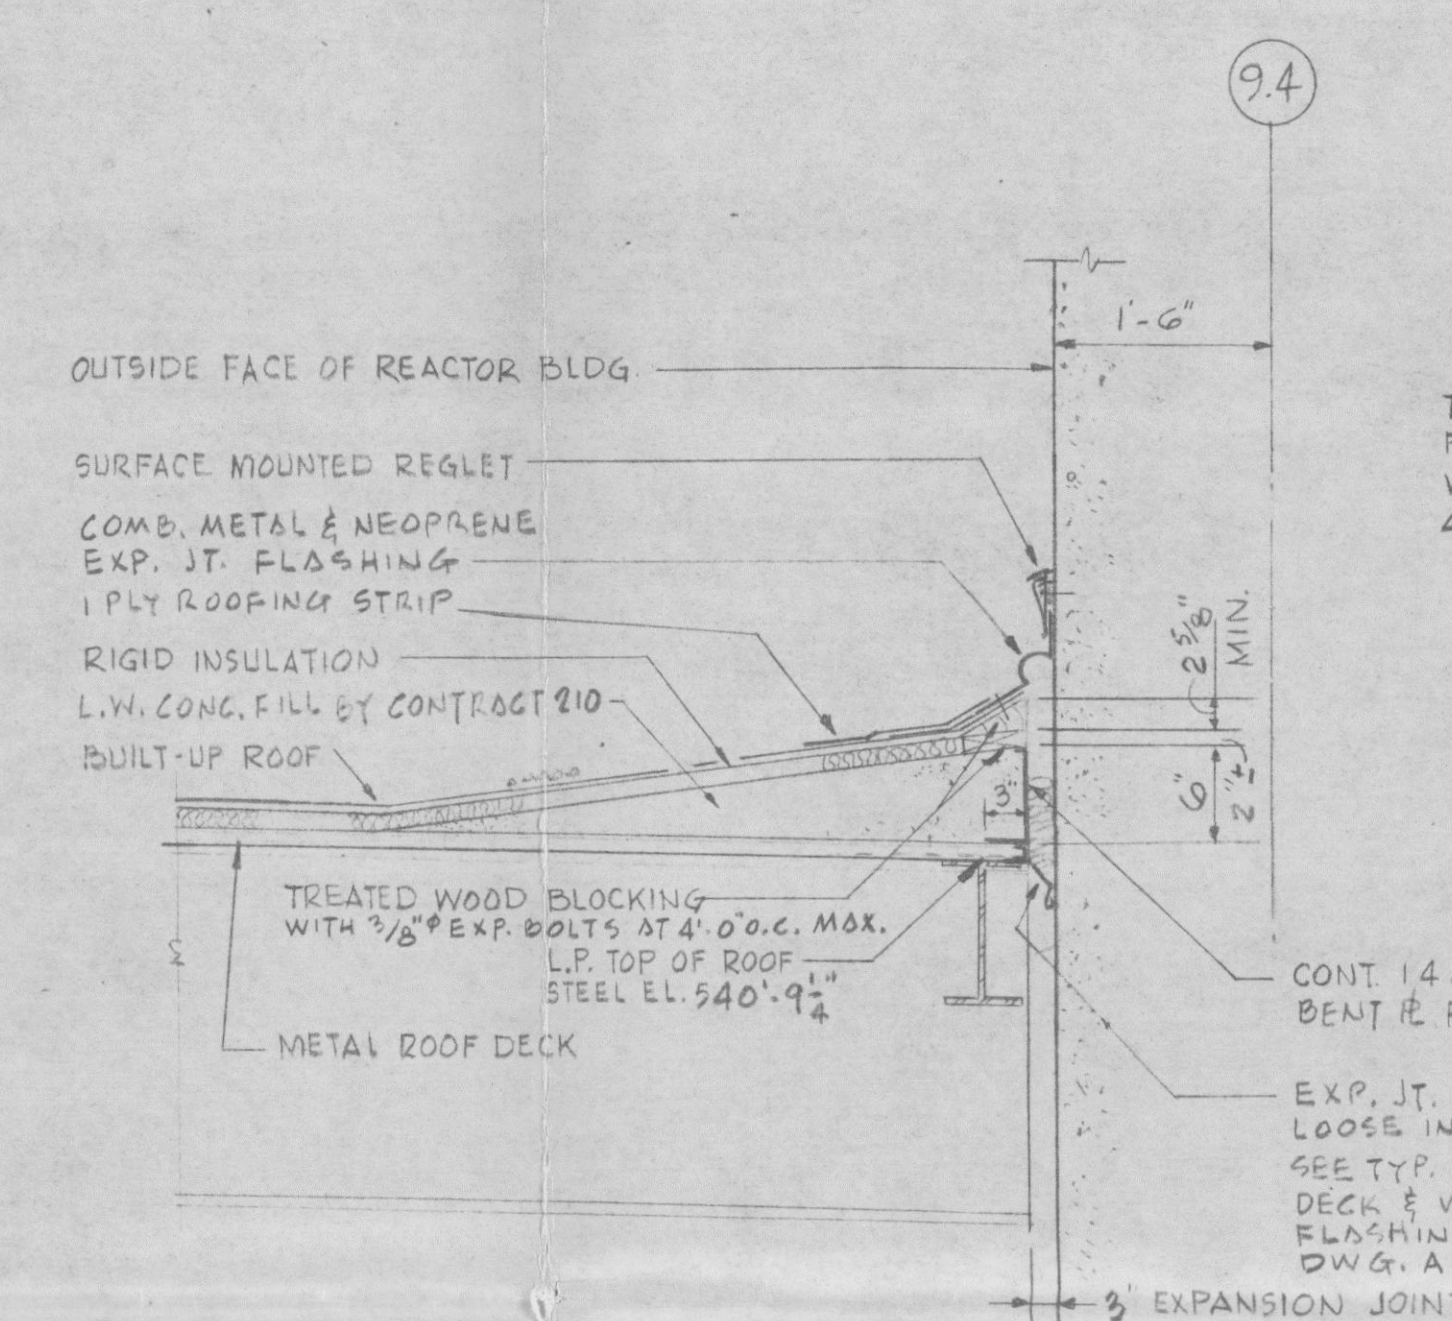 9.4
1'-6"
OUTSIDE FACE OF REACTOR BLDG.
SURFACE MOUNTED REGLET
COMB. METAL & NEOPRENE
EXP. JT. FLASHING
1 PLY ROOFING STRIP
RIGID INSULATION
L.W. CONC. FILL BY CONTRACT 210
BUILT-UP ROOF
2 5/8"
MIN.
3"
6"
2"±
TREATED WOOD BLOCKING
WITH 3/8"φ EXP. BOLTS AT 4'-0" O.C. MAX.
L.P. TOP OF ROOF
STEEL EL. 540'-9 1/4"
METAL ROOF DECK
CONT. 14
BENT PL
EXP. JT.
LOOSE IN
SEE TYP.
DECK &
FLASHIN
DWG. A
3" EXPANSION JOINT